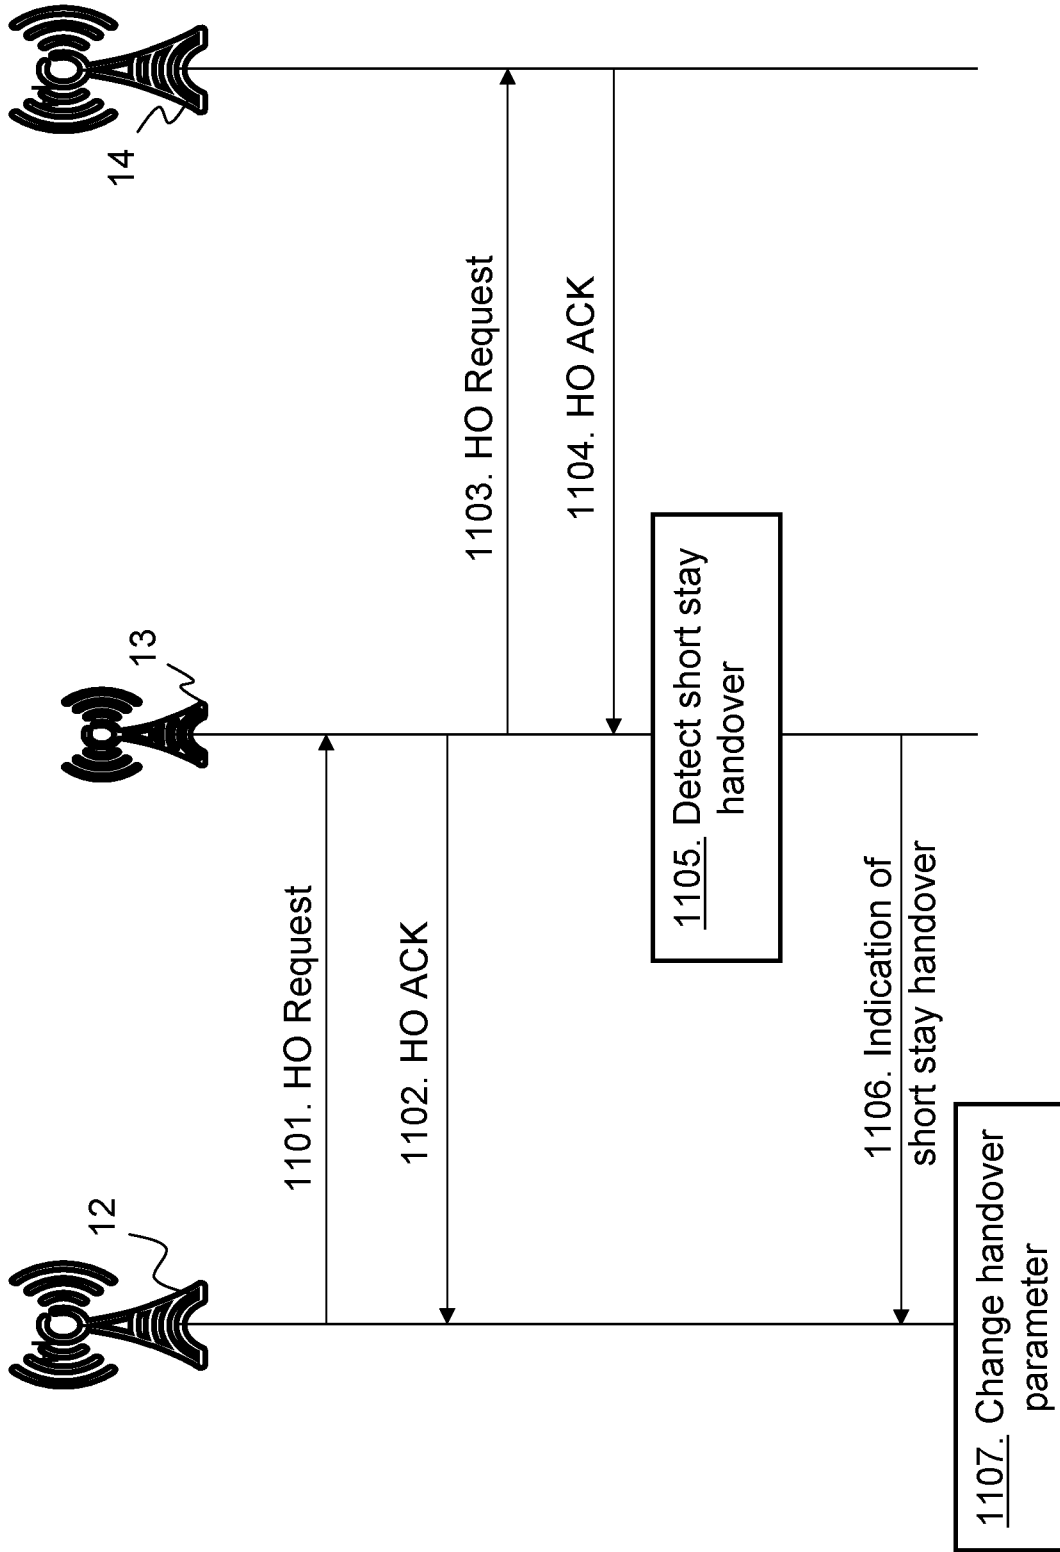 12
13
14
1101. HO Request
1102. HO ACK
1103. HO Request
1104. HO ACK
1105. Detect short stay
handover
1106. Indication of
short stay handover
1107. Change handover
parameter